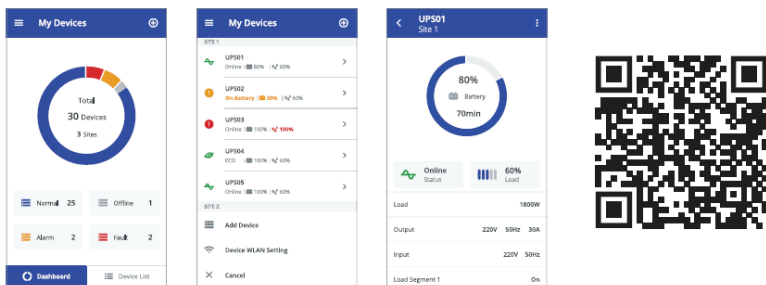 My Devices
Total
30 Devices
3 Sites
Normal 25
Offline 1
Alarm 2
Fault 2
Dashboard
Device List
My Devices
SITE 1
UPS01
Online | 80% | 60%
UPS02
On Battery | 30% | 60%
UPS03
Online | 100% | 100%
UPS04
ECO | 100% | 60%
UPS05
Online | 100% | 60%
SITE 2
Add Device
Device WLAN Setting
Cancel
UPS01
Site 1
80%
Battery
70min
Online
Status
60%
Load
Load 1800W
Output 220V 50Hz 30A
Input 220V 50Hz
Load Segment 1 On